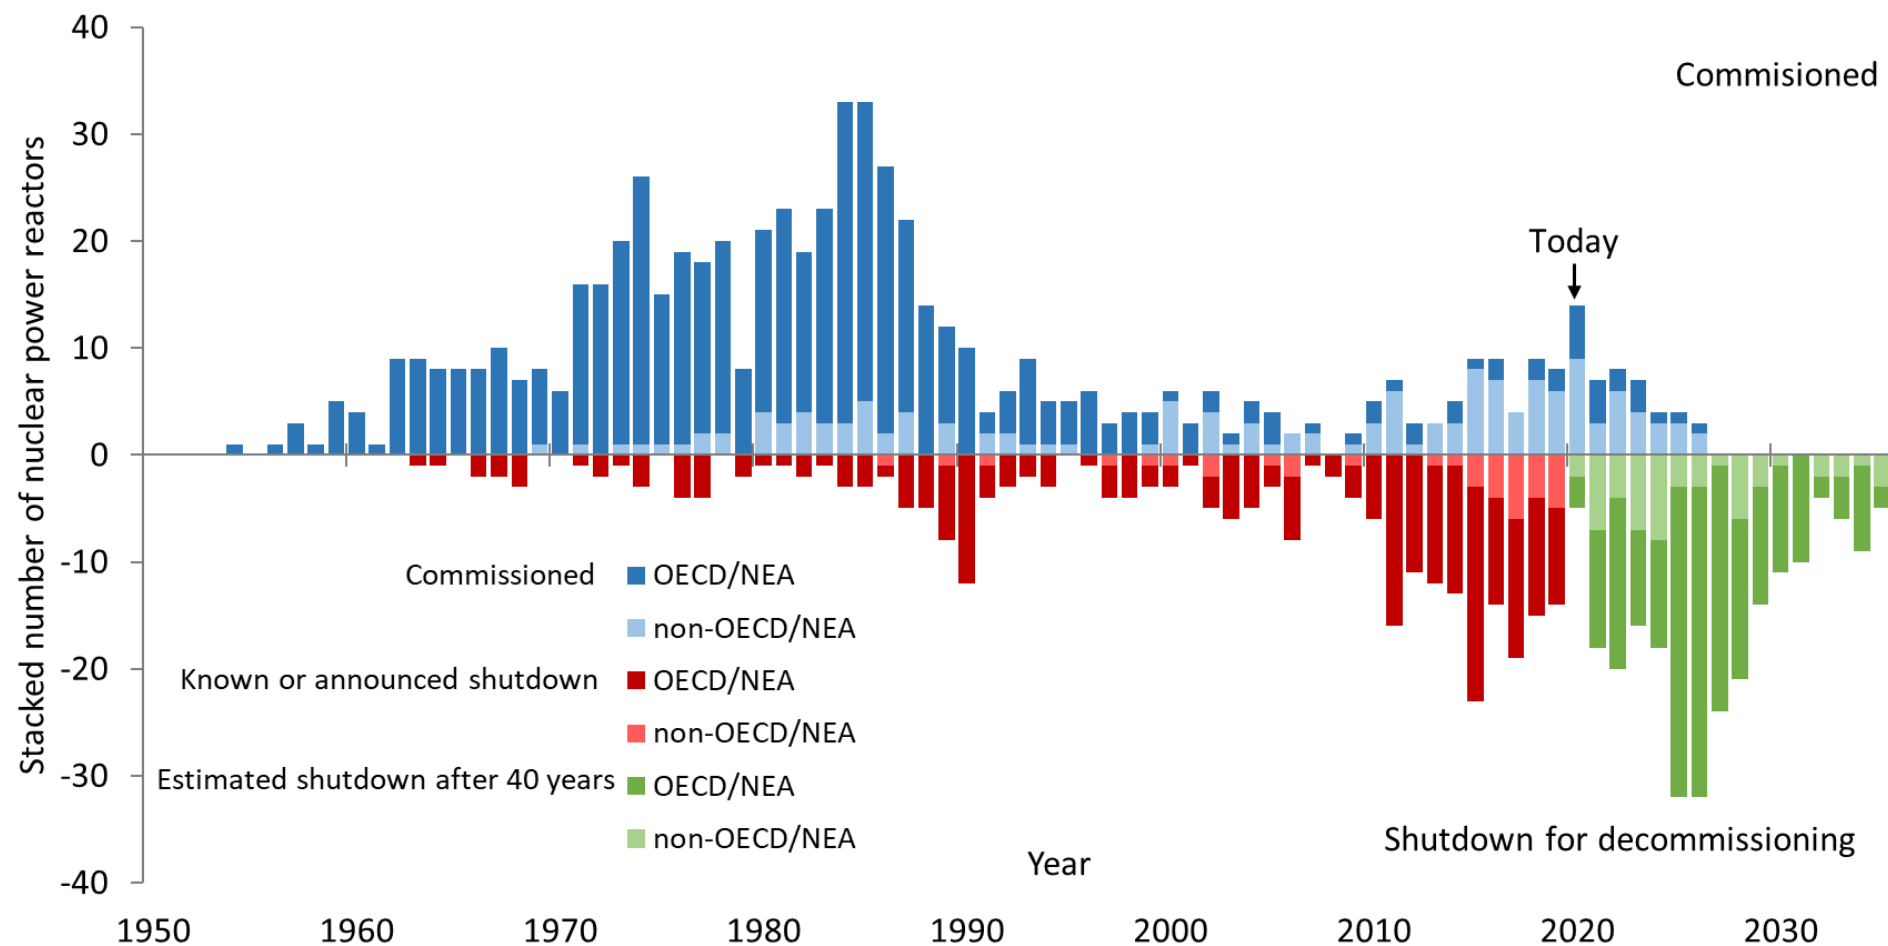 40
30
20
10
0
-10
-20
-30
-40
Stacked number of nuclear power reactors
Commisioned
Today
Commissioned
OECD/NEA
non-OECD/NEA
Known or announced shutdown
OECD/NEA
non-OECD/NEA
Estimated shutdown after 40 years
OECD/NEA
non-OECD/NEA
Shutdown for decommissioning
Year
1950 1960 1970 1980 1990 2000 2010 2020 2030